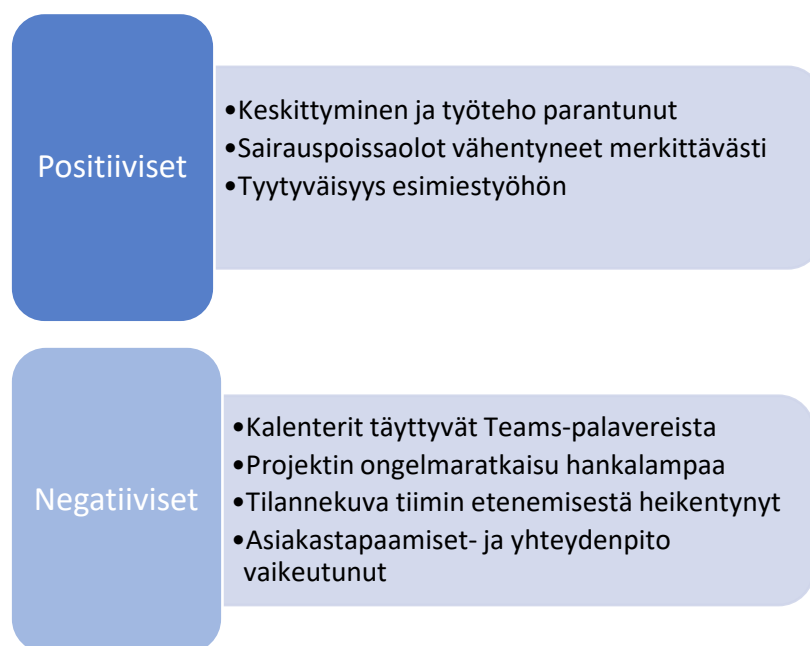 Positiiviset
•Keskittyminen ja työteho parantunut
•Sairauspoissaolot vähentyneet merkittävästi
•Tyytyväisyys esimiestyöhön
Negatiiviset
•Kalenterit täyttyvät Teams-palavereista
•Projektin ongelmaratkaisu hankalampaa
•Tilannekuva tiimin etenemisestä heikentynyt
•Asiakastapaamiset- ja yhteydenpito
vaikeutunut